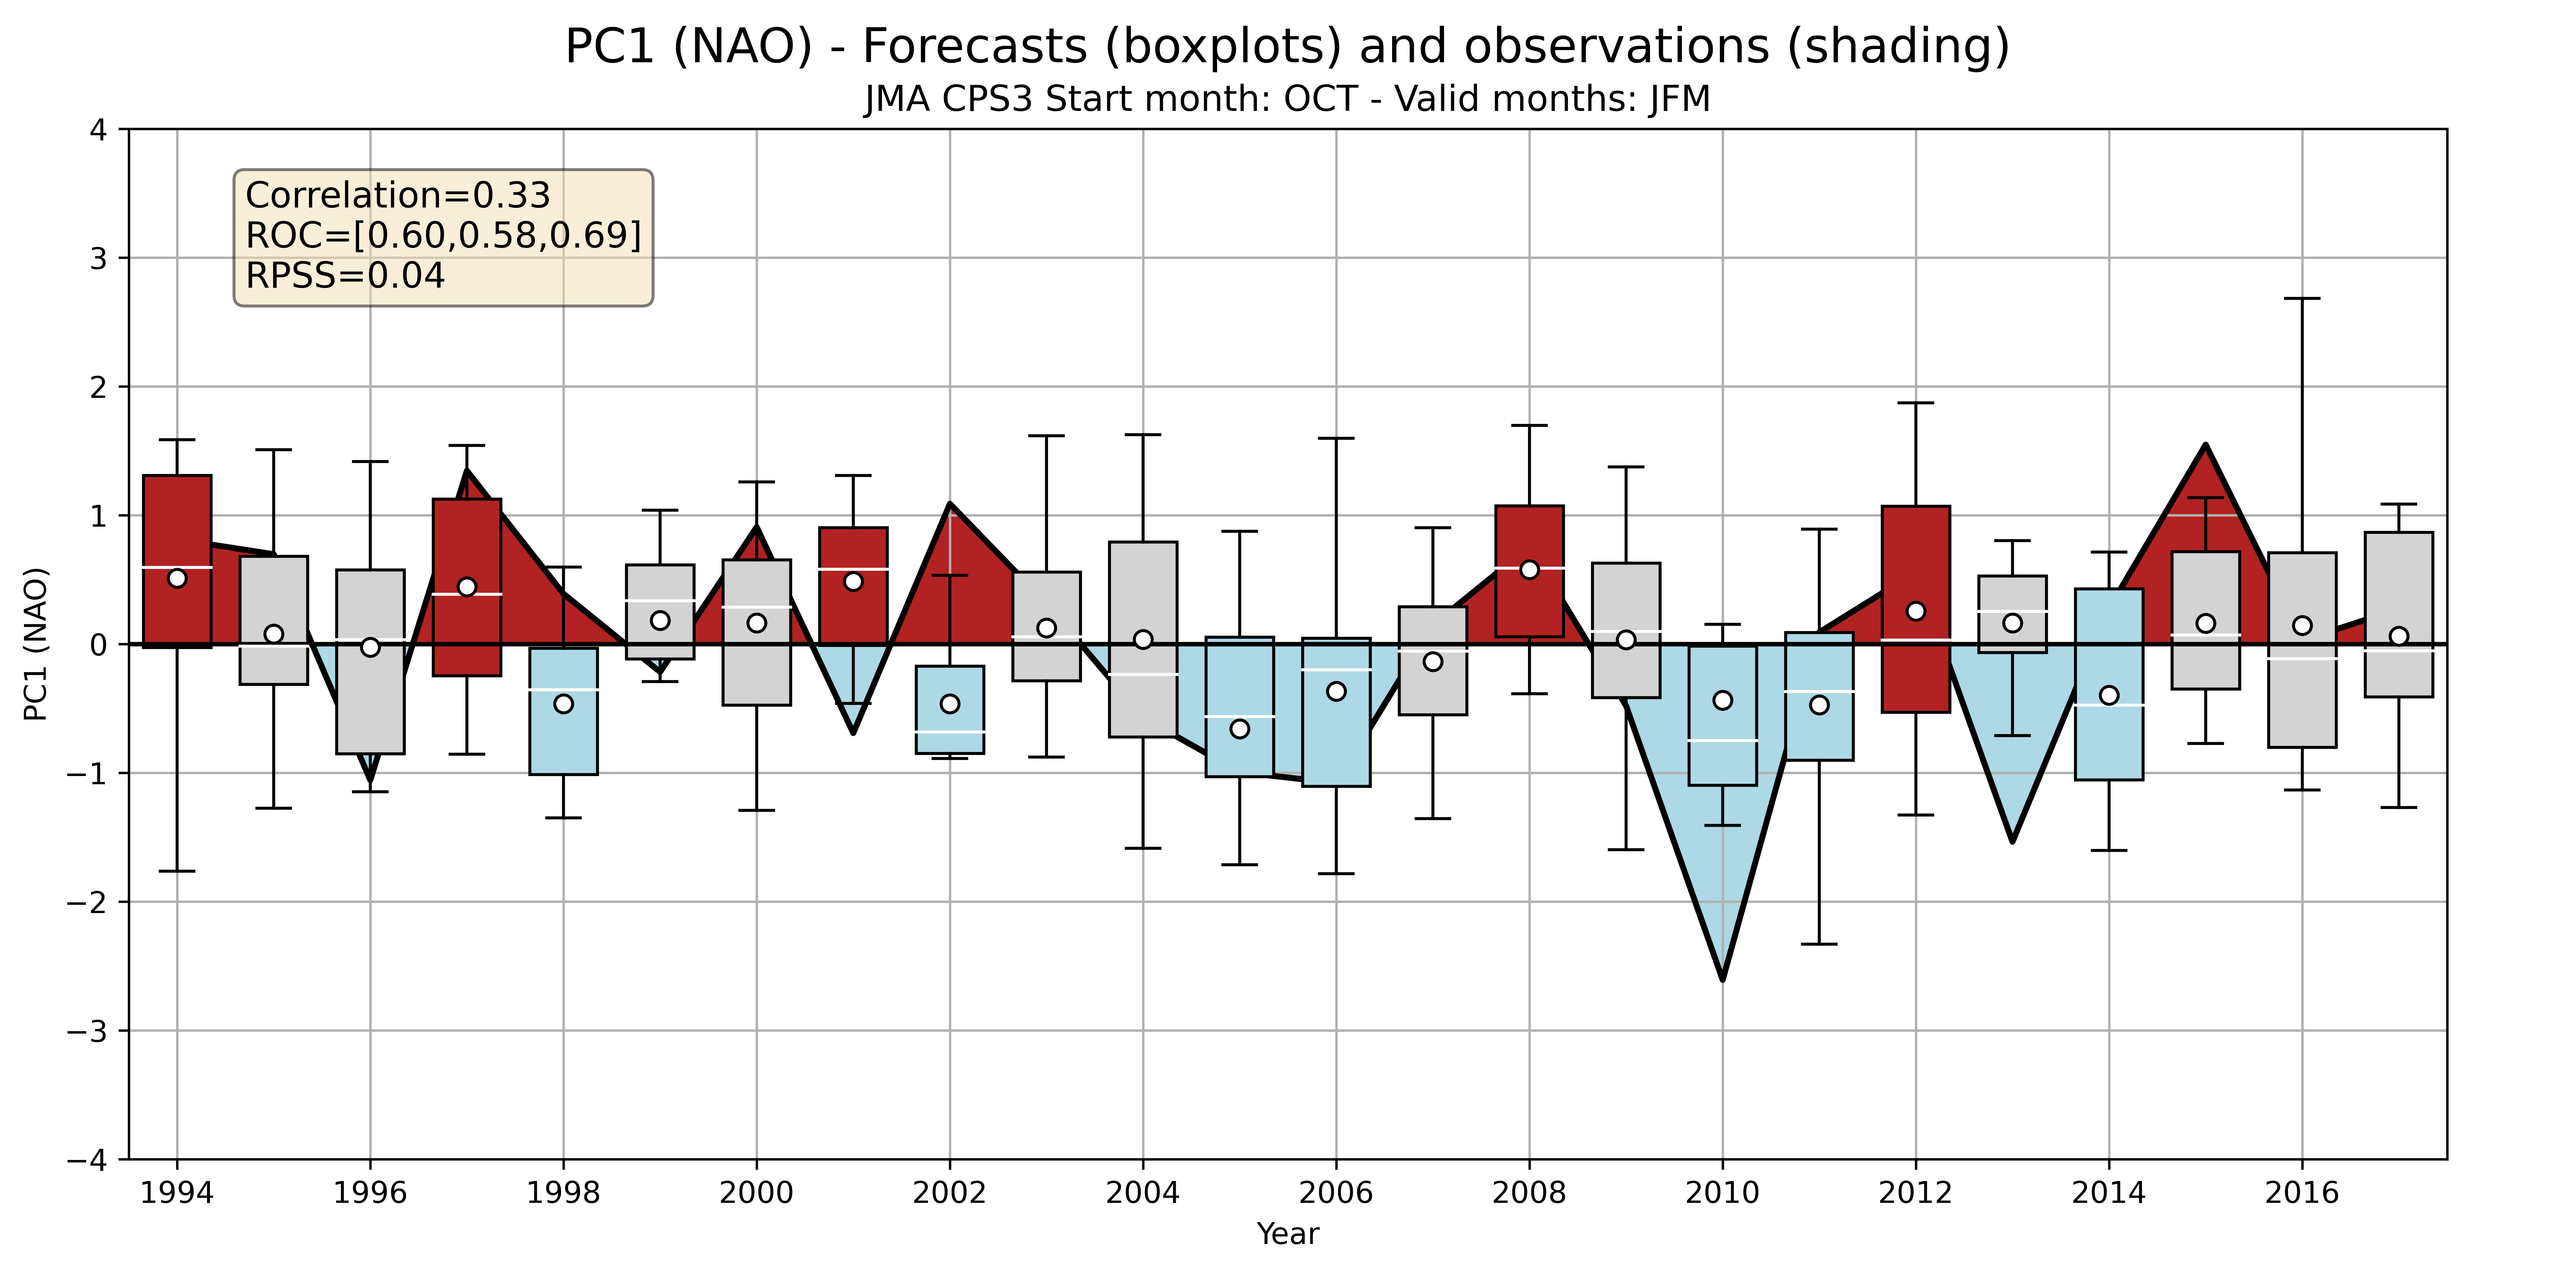 PC1 (NAO) - Forecasts (boxplots) and observations (shading)
JMA CPS3 Start month: OCT - Valid months: JFM
Correlation=0.33
ROC=[0.60,0.58,0.69]
RPSS=0.04
PC1 (NAO)
4
3
2
1
0
−1
−2
−3
−4
1994 1996 1998 2000 2002 2004 2006 2008 2010 2012 2014 2016
Year